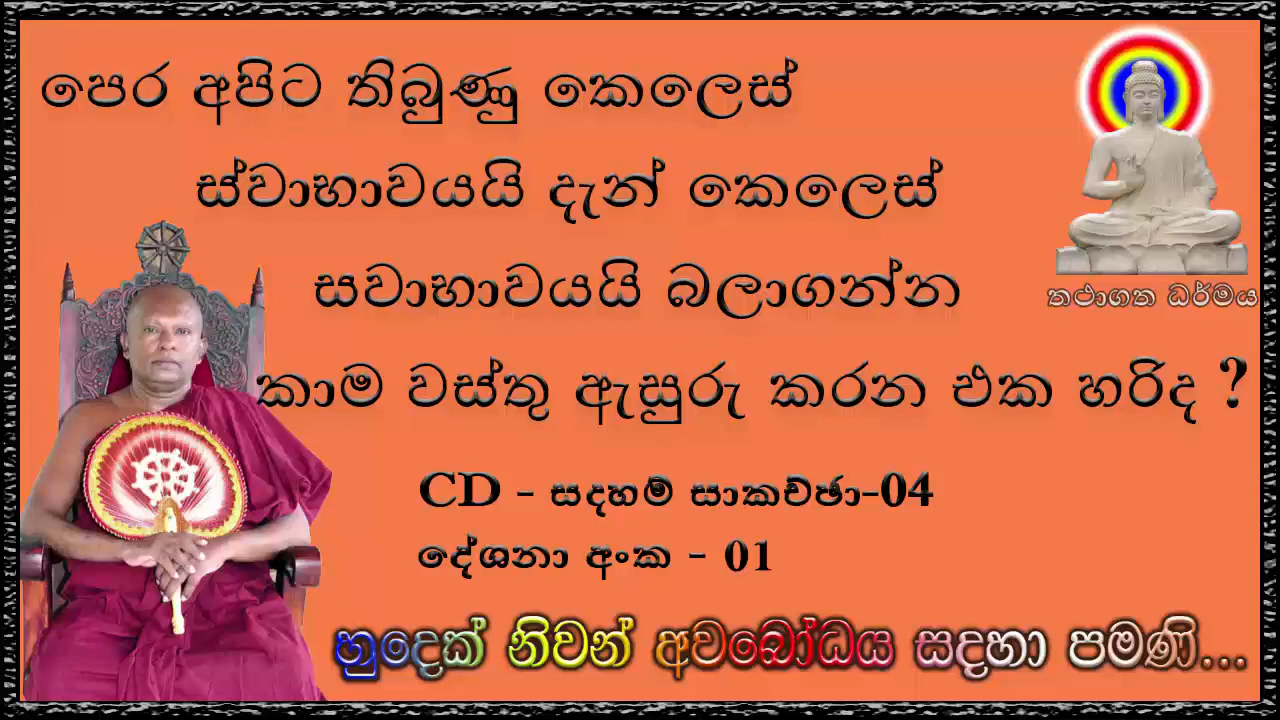 පෙර අපිට තිබුණු කෙලෙස්
ස්වාභාවයයි දැන් කෙලෙස්
සවාභාවයයි බලාගන්න
තථාගත ධර්මය
කාම වස්තු ඇසුරු කරන එක හරිද ?
CD - සදහම් සාකච්ඡා-04
දේශනා අංක - 01
හුදෙක් නිවන් අවබෝධය සදහා පමණි...